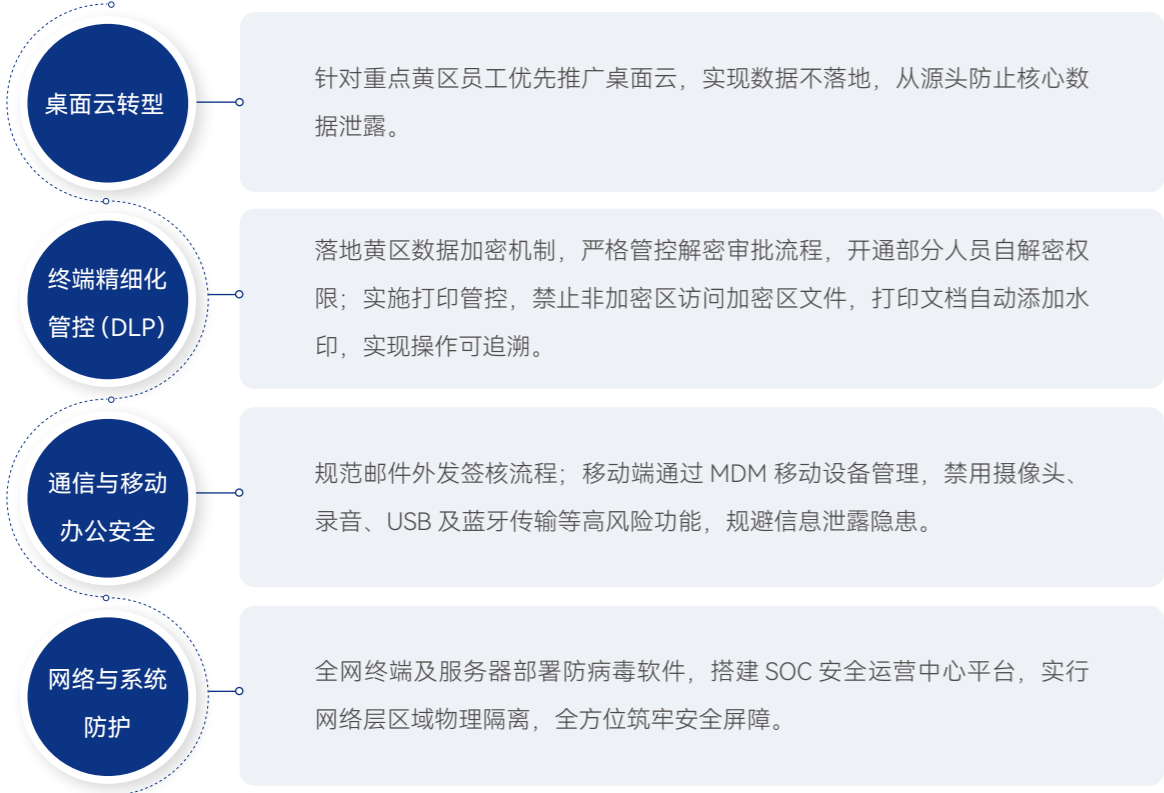 桌面云转型
针对重点黄区员工优先推广桌面云，实现数据不落地，从源头防止核心数
据泄露。
终端精细化
管控（DLP）
落地黄区数据加密机制，严格管控解密审批流程，开通部分人员自解密权
限；实施打印管控，禁止非加密区访问加密区文件，打印文档自动添加水
印，实现操作可追溯。
通信与移动
办公安全
规范邮件外发签核流程；移动端通过 MDM 移动设备管理，禁用摄像头、
录音、USB 及蓝牙传输等高风险功能，规避信息泄露隐患。
网络与系统
防护
全网终端及服务器部署防病毒软件，搭建 SOC 安全运营中心平台，实行
网络层区域物理隔离，全方位筑牢安全屏障。